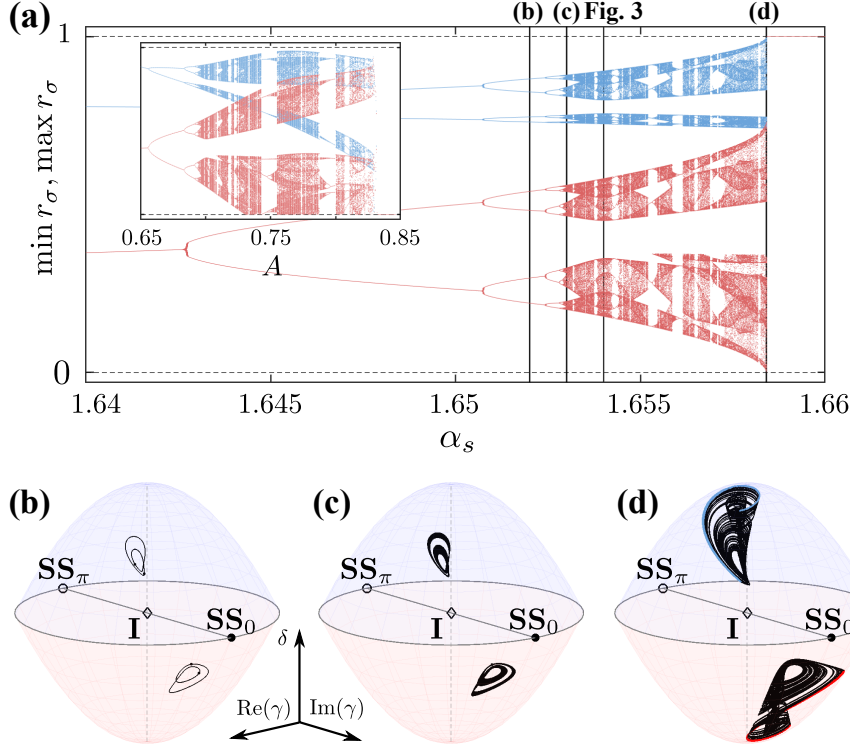 (a)
(b) (c) Fig. 3 (d)
1
0
min r_σ, max r_σ
0.65 0.75 0.85
A
1.64 1.645 1.65 1.655 1.66
α_s
(b) (c) (d)
SS_π SS_π SS_π
I SS_0 I SS_0 I SS_0
δ
Re(γ) Im(γ)